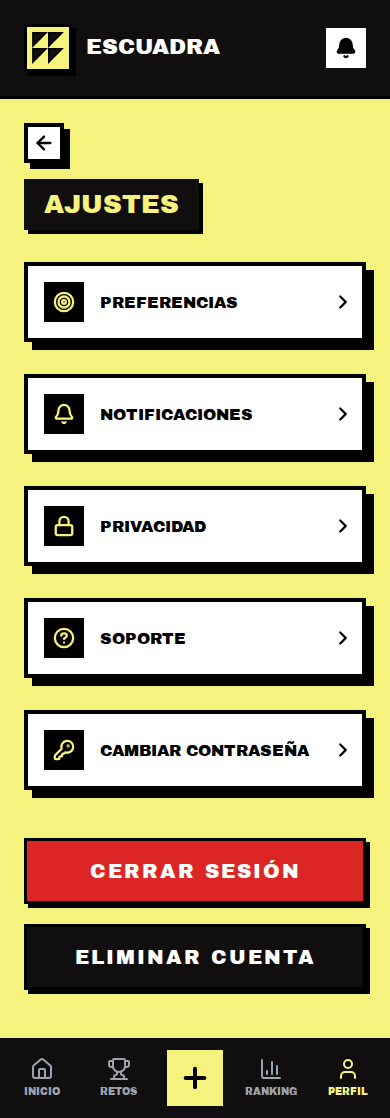 ESCUADRA
AJUSTES
PREFERENCIAS
NOTIFICACIONES
PRIVACIDAD
SOPORTE
CAMBIAR CONTRASEÑA
CERRAR SESIÓN
ELIMINAR CUENTA
INICIO RETOS RANKING PERFIL